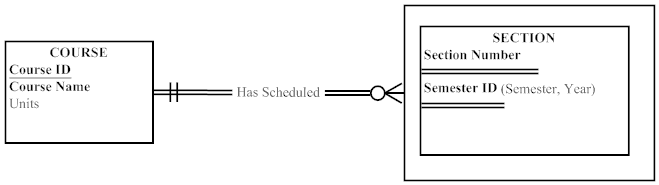 COURSE
Course ID
Course Name
Units
Has Scheduled
SECTION
Section Number
Semester ID (Semester, Year)